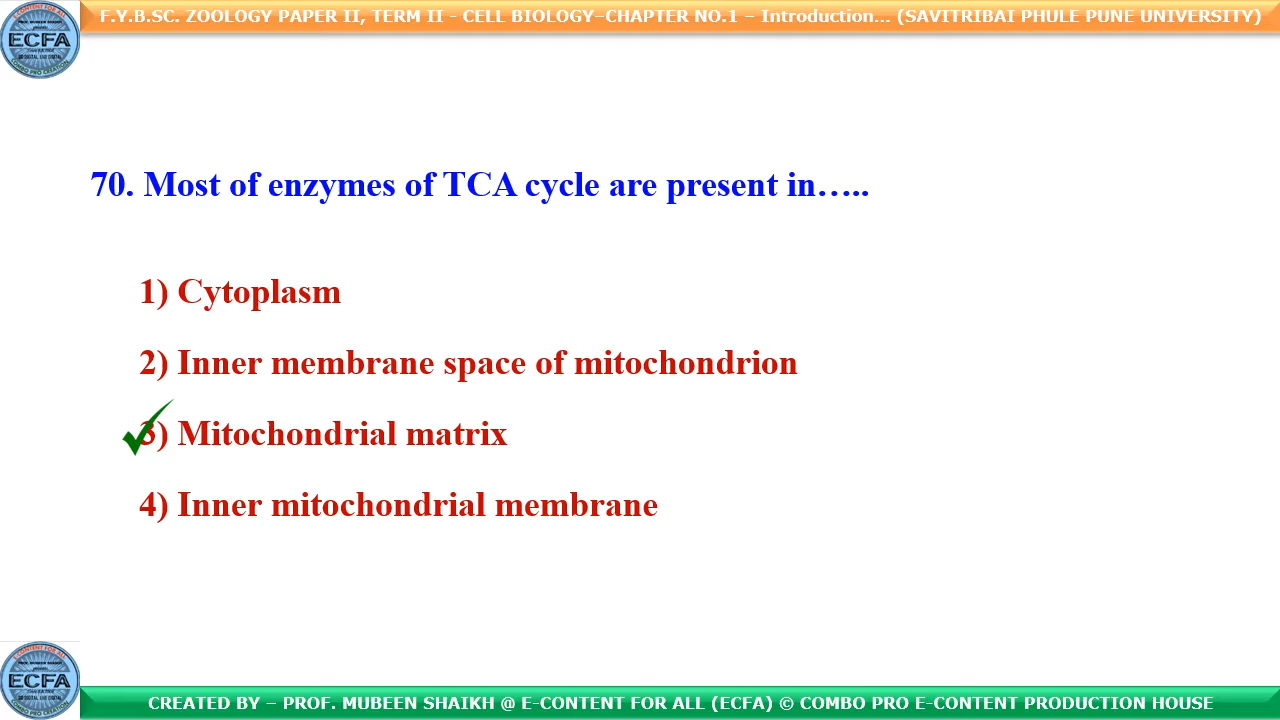 F.Y.B.SC. ZOOLOGY PAPER II, TERM II - CELL BIOLOGY–CHAPTER NO.1 – Introduction... (SAVITRIBAI PHULE PUNE UNIVERSITY)
ECFA
70. Most of enzymes of TCA cycle are present in…..
1) Cytoplasm
2) Inner membrane space of mitochondrion
3) Mitochondrial matrix
4) Inner mitochondrial membrane
ECFA
CREATED BY – PROF. MUBEEN SHAIKH @ E-CONTENT FOR ALL (ECFA) © COMBO PRO E-CONTENT PRODUCTION HOUSE